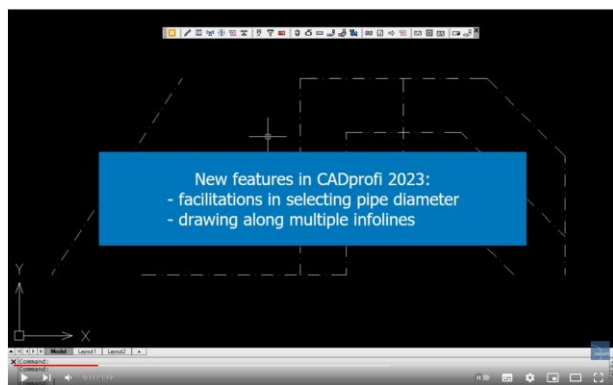 New features in CADprofi 2023:
- facilitations in selecting pipe diameter
- drawing along multiple infolines
Y
X
Model Layout1 Layout2 +
Command:
Command: